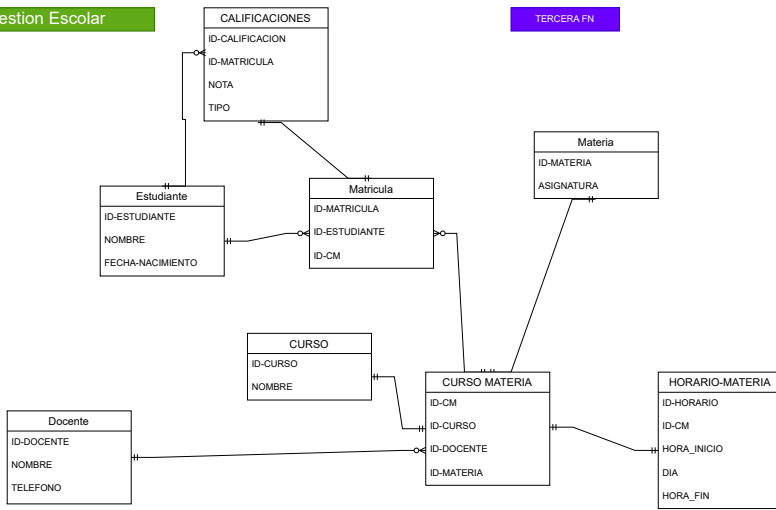 estion Escolar
TERCERA FN
CALIFICACIONES
ID-CALIFICACION
ID-MATRICULA
NOTA
TIPO
Materia
ID-MATERIA
ASIGNATURA
Estudiante
ID-ESTUDIANTE
NOMBRE
FECHA-NACIMIENTO
Matricula
ID-MATRICULA
ID-ESTUDIANTE
ID-CM
CURSO
ID-CURSO
NOMBRE
CURSO MATERIA
ID-CM
ID-CURSO
ID-DOCENTE
ID-MATERIA
HORARIO-MATERIA
ID-HORARIO
ID-CM
HORA_INICIO
DIA
HORA_FIN
Docente
ID-DOCENTE
NOMBRE
TELEFONO